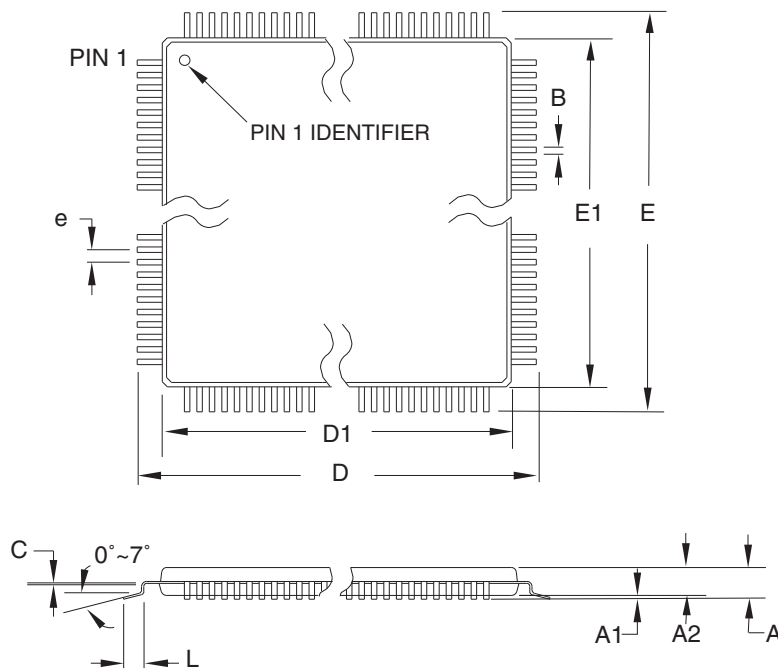 PIN 1
PIN 1 IDENTIFIER
B
E1
E
e
D1
D
C
0°~7°
L
A1
A2
A